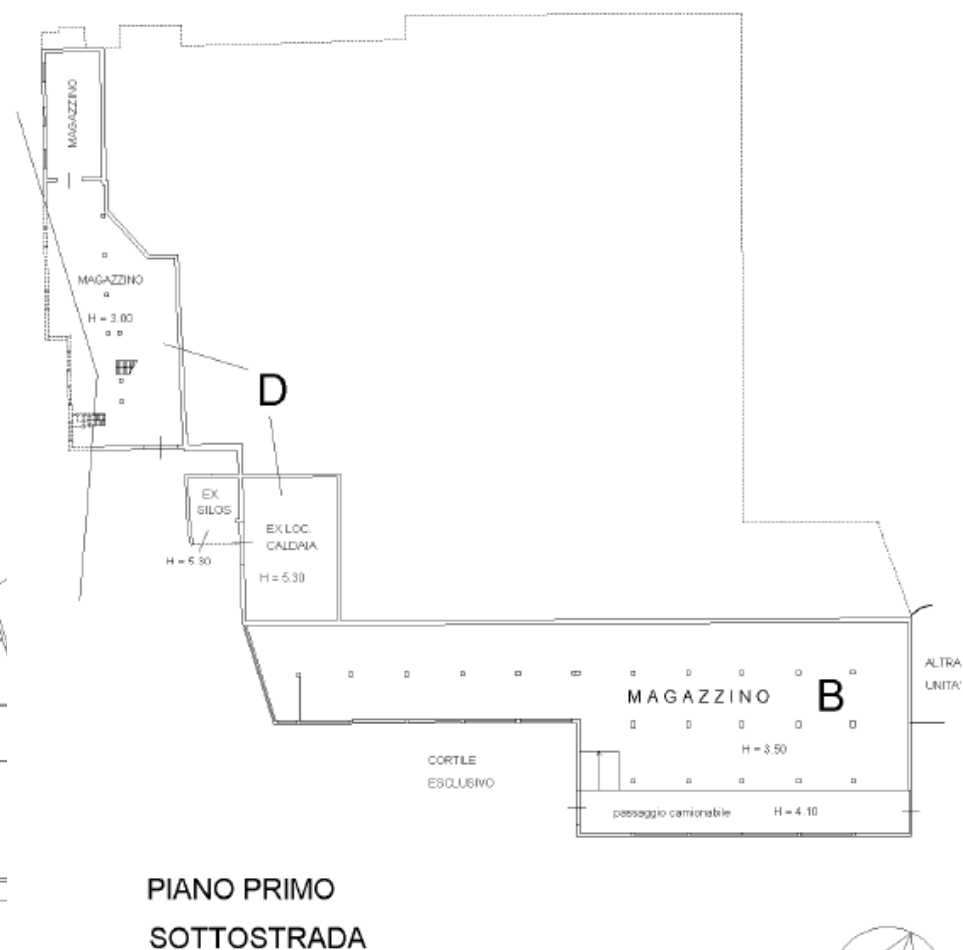 MAGAZZINO
MAGAZZINO
H = 3.00
D
EX
SILOS
H = 5.30
EX LOC.
CALDAIA
H = 5.30
MAGAZZINO
B
H = 3.50
ALTRA
UNITA'
CORTILE
ESCLUSIVO
passaggio camionabile
H = 4.10
PIANO PRIMO
SOTTOSTRADA